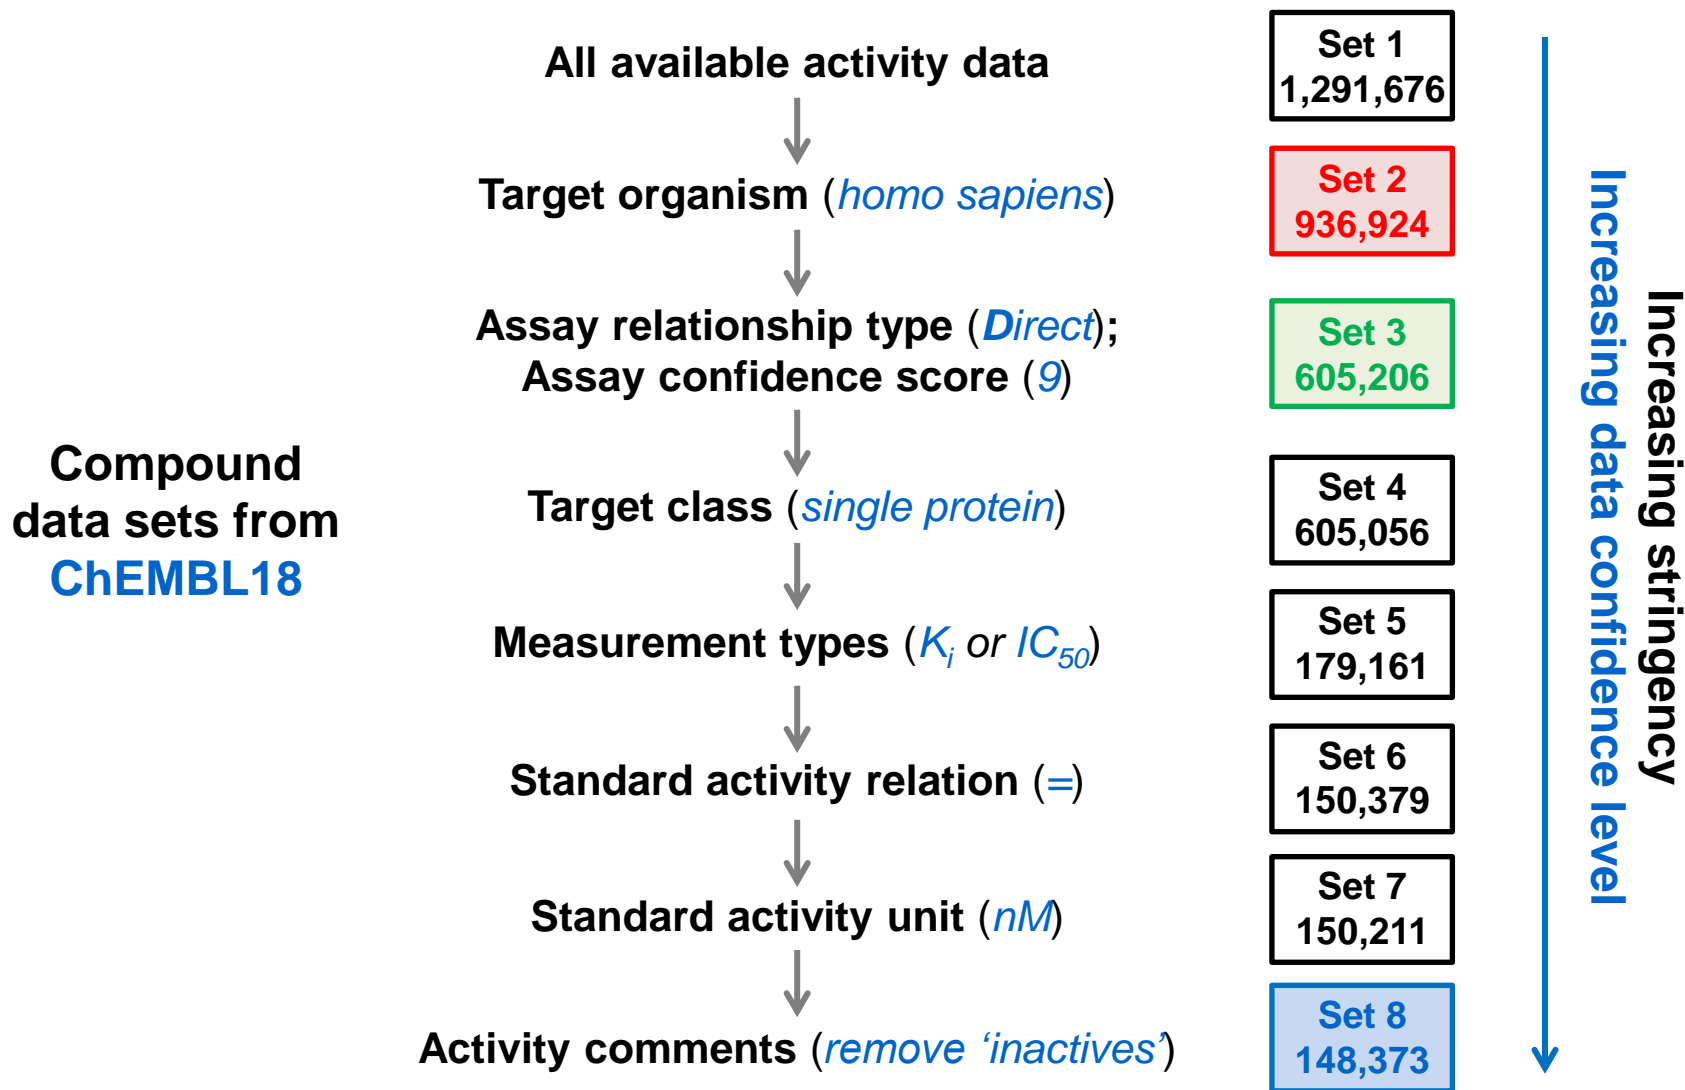 All available activity data
Set 1
1,291,676
Target organism (homo sapiens)
Set 2
936,924
Assay relationship type (Direct);
Assay confidence score (9)
Set 3
605,206
Compound
data sets from
ChEMBL18
Target class (single protein)
Set 4
605,056
Measurement types (Ki or IC50)
Set 5
179,161
Standard activity relation (=)
Set 6
150,379
Standard activity unit (nM)
Set 7
150,211
Activity comments (remove ‘inactives’)
Set 8
148,373
Increasing stringency
Increasing data confidence level